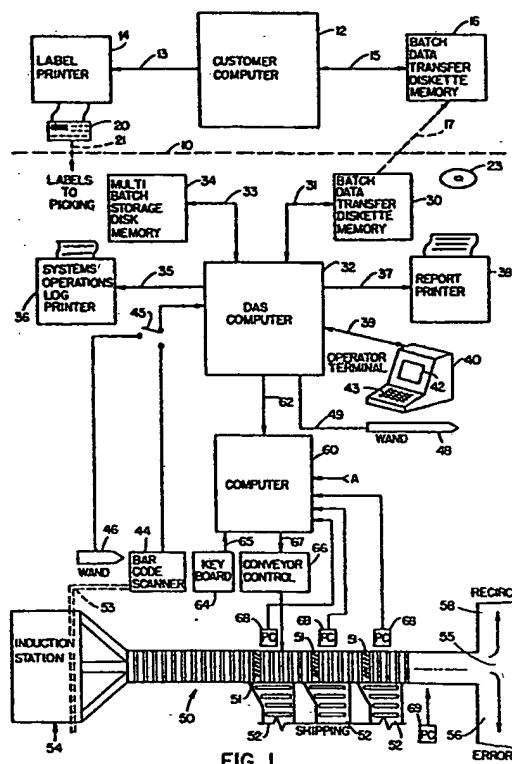 14
LABEL
PRINTER
13
12
CUSTOMER
COMPUTER
15
16
BATCH
DATA
TRANSFER
DISKETTE
MEMORY
20
21
10
17
LABELS
TO PICKING
23
34
MULTI
BATCH
STORAGE
DISK
MEMORY
33
31
BATCH
DATA
TRANSFER
DISKETTE
MEMORY
30
36
SYSTEMS'
OPERATIONS
LOG
PRINTER
35
32
DAS
COMPUTER
37
REPORT
PRINTER
38
45
39
OPERATOR
TERMINAL
40
42
43
62
49
WAND
48
60
COMPUTER
A
46
WAND
44
BAR
CODE
SCANNER
65
67
KEY
BOARD
64
66
CONVEYOR
CONTROL
53
68
PC
68
PC
68
PC
58
RECIRC
INDUCTION
STATION
51
51
51
55
50
54
52
SHIPPING
52
52
69
PC
56
ERROR
FIG. 1